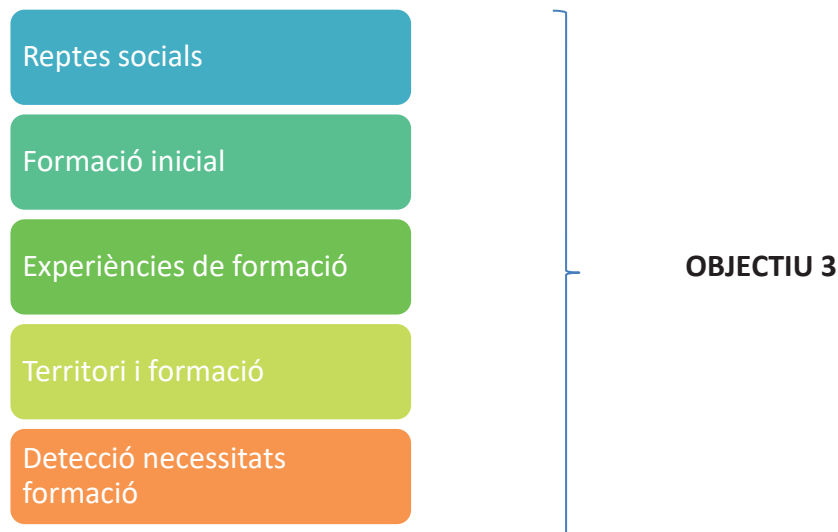 Reptes socials
Formació inicial
Experiències de formació
OBJECTIU 3
Territori i formació
Detecció necessitats
formació